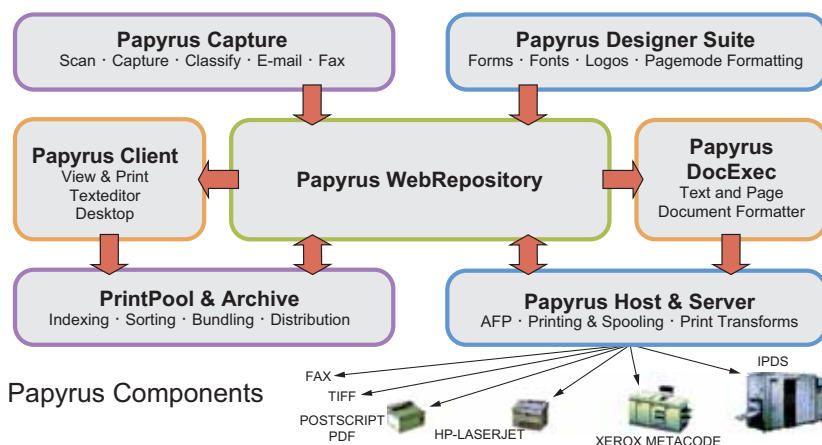 Papyrus Capture
Scan · Capture · Classify · E-mail · Fax
Papyrus Designer Suite
Forms · Fonts · Logos · Pagemode Formatting
Papyrus Client
View & Print
Texteditor
Desktop
Papyrus WebRepository
Papyrus
DocExec
Text and Page
Document Formatter
PrintPool & Archive
Indexing · Sorting · Bundling · Distribution
Papyrus Host & Server
AFP · Printing & Spooling · Print Transforms
Papyrus Components
FAX
TIFF
POSTSCRIPT
PDF
HP-LASERJET
XEROX METACODE
IPDS